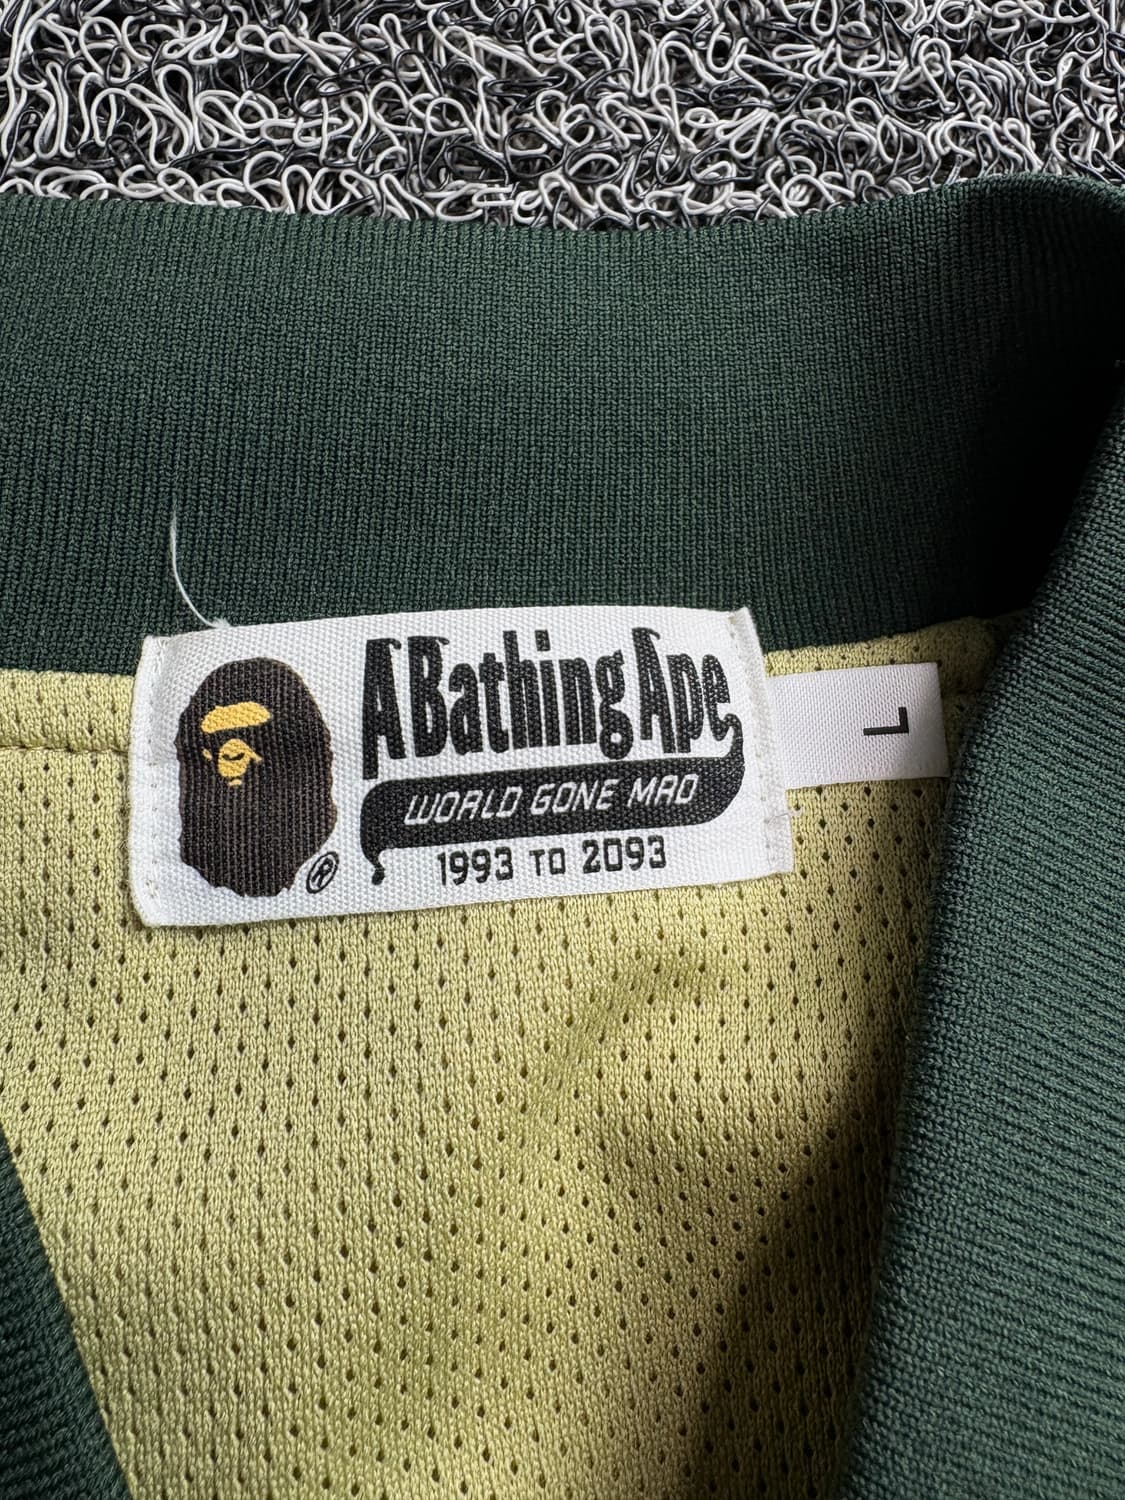 A Bathing Ape
WORLD GONE MAD
1993 TO 2093
®
L